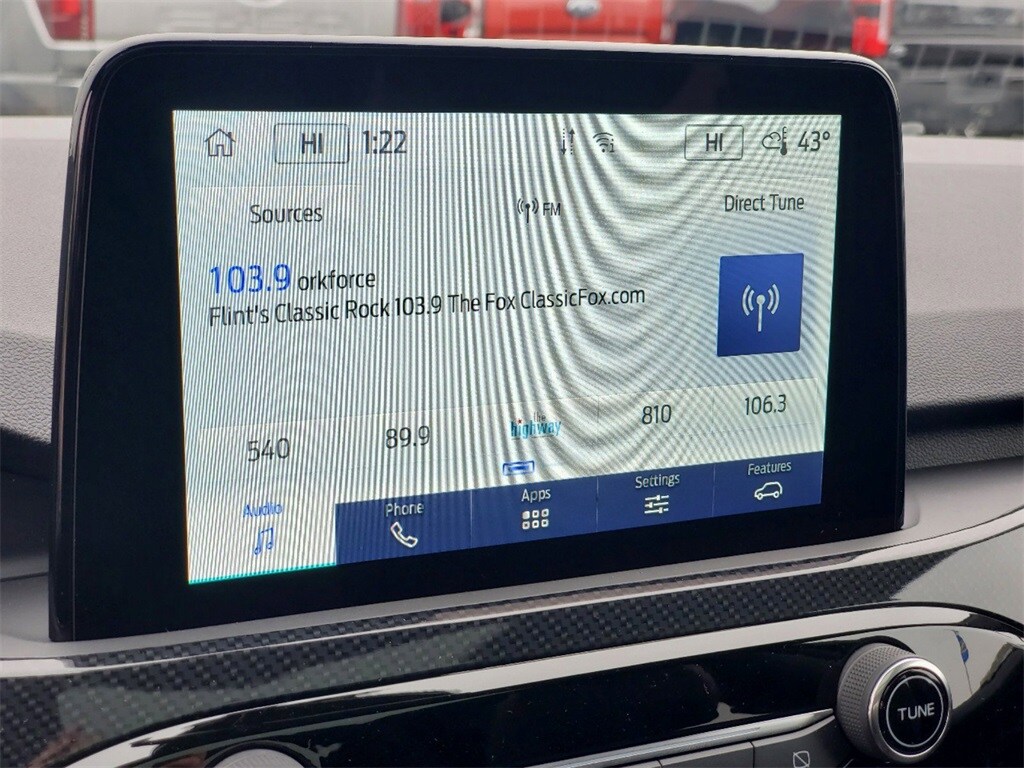 HI 1:22 HI 43°
Sources FM Direct Tune
103.9 orkforce
Flint's Classic Rock 103.9 The Fox ClassicFox.com
540 89.9 the highway 810 106.3
Audio Phone Apps Settings Features
TUNE